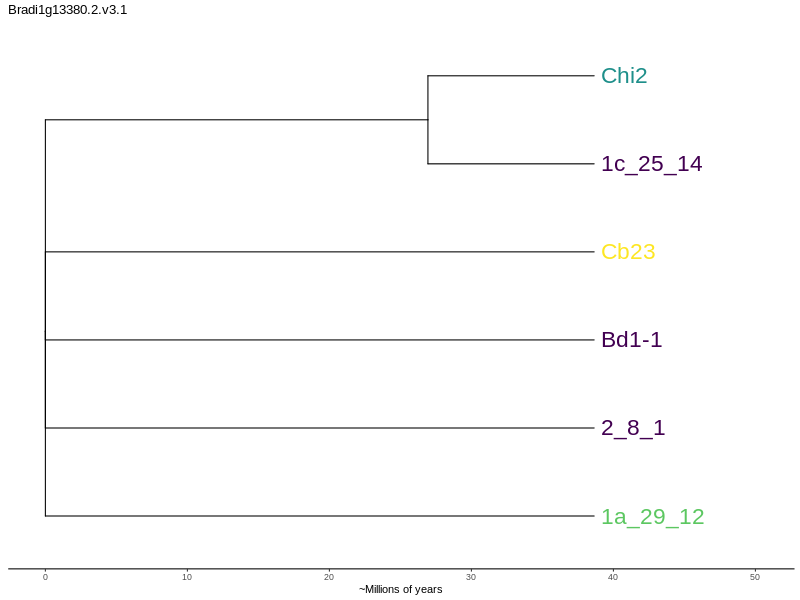 Bradi1g13380.2.v3.1
Chi2
1c_25_14
Cb23
Bd1-1
2_8_1
1a_29_12
0 10 20 30 40 50
~Millions of years